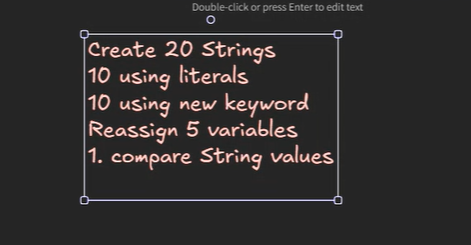 Double-click or press Enter to edit text
Create 20 Strings
10 using literals
10 using new keyword
Reassign 5 variables
1. compare String values